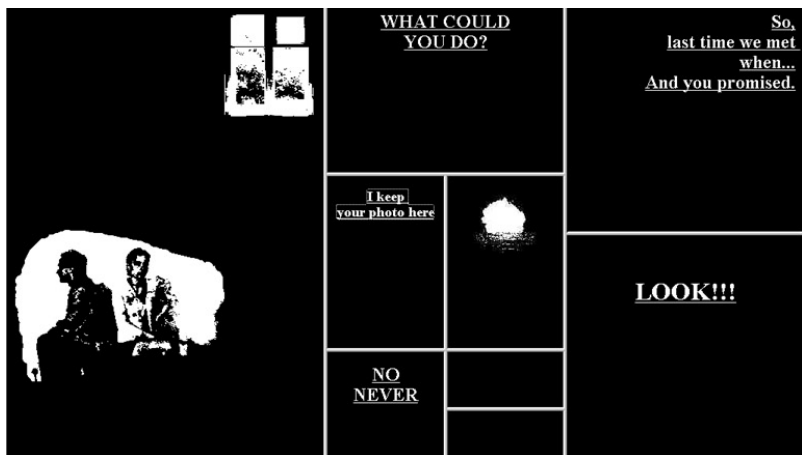 WHAT COULD
YOU DO?
So,
last time we met
when...
And you promised.
I keep
your photo here
LOOK!!!
NO
NEVER